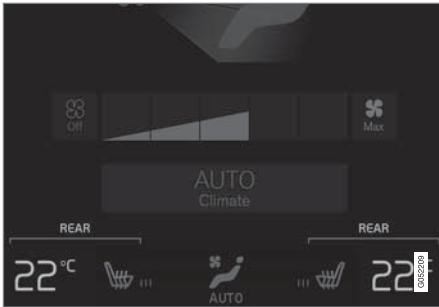 Off
Max
AUTO
Climate
REAR
REAR
22°C
AUTO
22
G052209